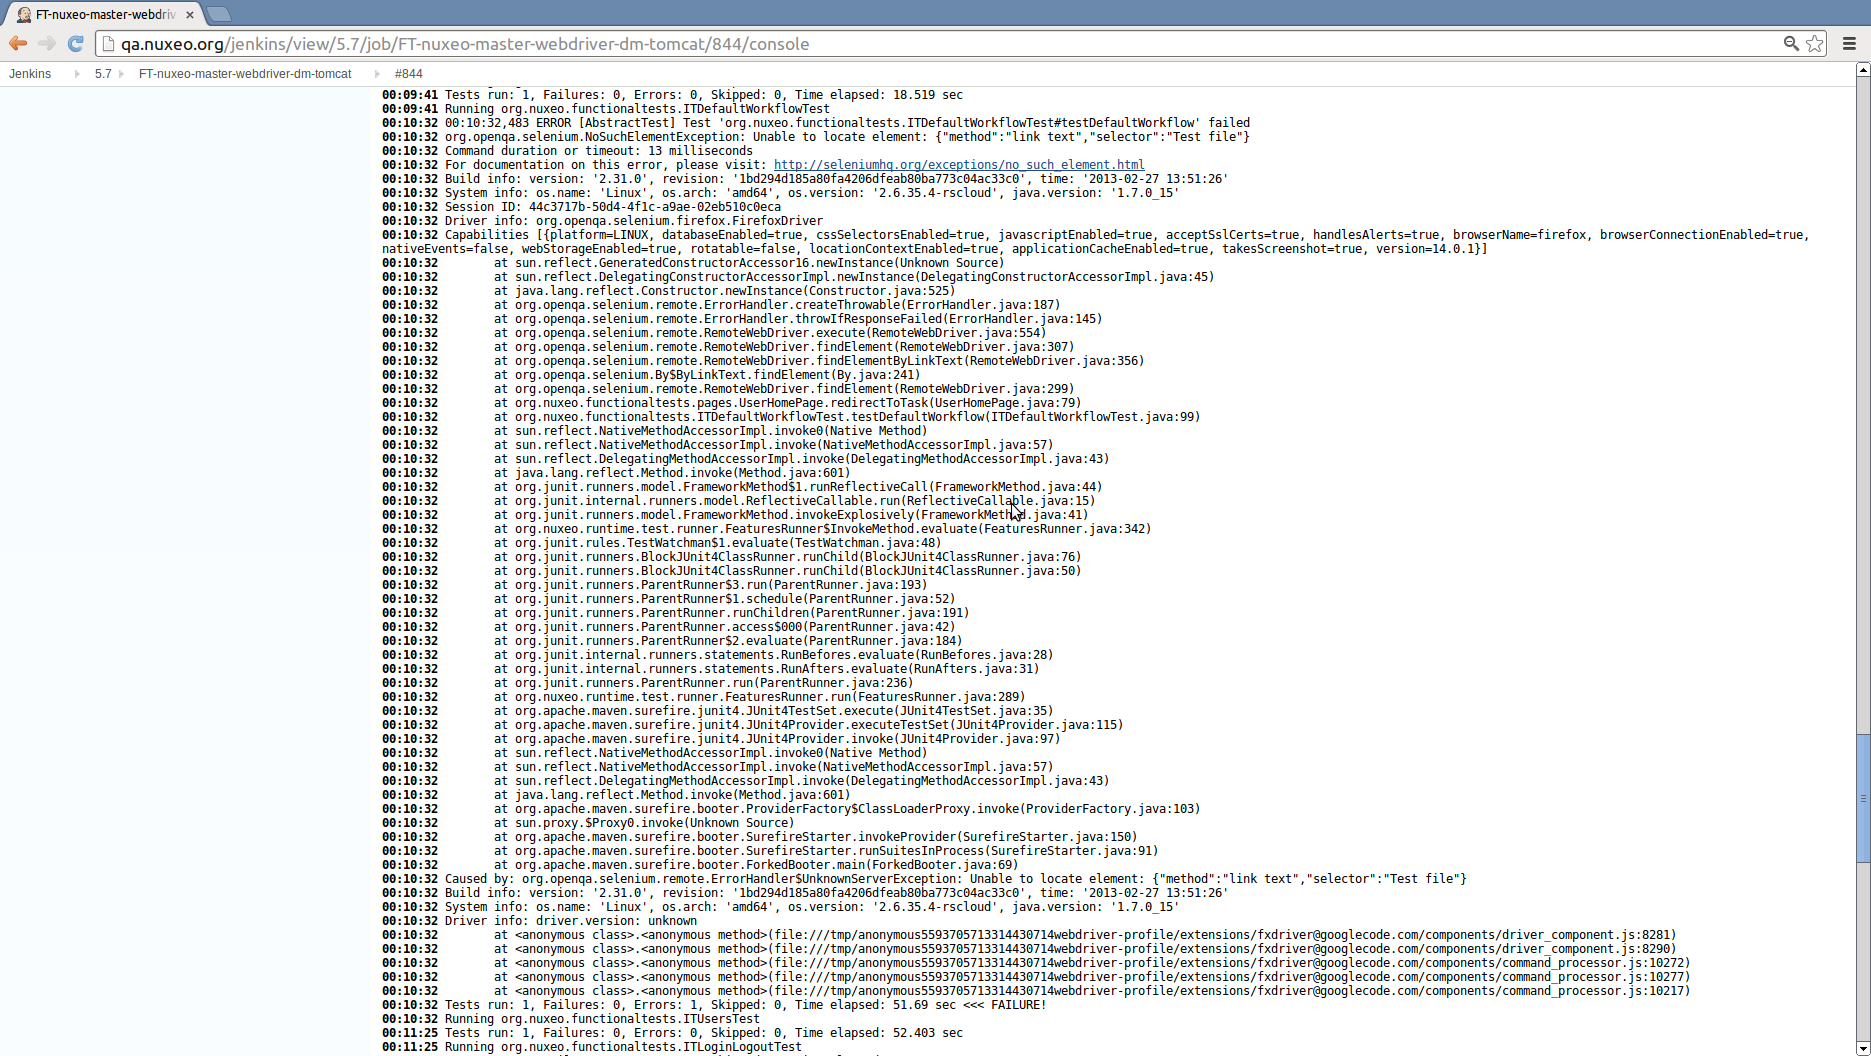 FT-nuxeo-master-webdriv
qa.nuxeo.org/jenkins/view/5.7/job/FT-nuxeo-master-webdriver-dm-tomcat/844/console
Jenkins 5.7 FT-nuxeo-master-webdriver-dm-tomcat #844
00:09:41 Tests run: 1, Failures: 0, Errors: 0, Skipped: 0, Time elapsed: 18.519 sec
00:09:41 Running org.nuxeo.functionaltests.ITDefaultWorkflowTest
00:10:32 00:10:32,483 ERROR [AbstractTest] Test 'org.nuxeo.functionaltests.ITDefaultWorkflowTest#testDefaultWorkflow' failed
00:10:32 org.openqa.selenium.NoSuchElementException: Unable to locate element: {"method":"link text","selector":"Test file"}
00:10:32 Command duration or timeout: 13 milliseconds
00:10:32 For documentation on this error, please visit: http://seleniumhq.org/exceptions/no_such_element.html
00:10:32 Build info: version: '2.31.0', revision: '1bd294d185a80fa4206dfeab80ba773c04ac33c0', time: '2013-02-27 13:51:26'
00:10:32 System info: os.name: 'Linux', os.arch: 'amd64', os.version: '2.6.35.4-rscloud', java.version: '1.7.0_15'
00:10:32 Session ID: 44c3717b-50d4-4f1c-a9ae-02eb510c0eca
00:10:32 Driver info: org.openqa.selenium.firefox.FirefoxDriver
00:10:32 Capabilities [{platform=LINUX, databaseEnabled=true, cssSelectorsEnabled=true, javascriptEnabled=true, acceptSslCerts=true, handlesAlerts=true, browserName=firefox, browserConnectionEnabled=true,
nativeEvents=false, webStorageEnabled=true, rotatable=false, locationContextEnabled=true, applicationCacheEnabled=true, takesScreenshot=true, version=14.0.1}]
00:10:32 at sun.reflect.GeneratedConstructorAccessor16.newInstance(Unknown Source)
00:10:32 at sun.reflect.DelegatingConstructorAccessorImpl.newInstance(DelegatingConstructorAccessorImpl.java:45)
00:10:32 at java.lang.reflect.Constructor.newInstance(Constructor.java:525)
00:10:32 at org.openqa.selenium.remote.ErrorHandler.createThrowable(ErrorHandler.java:187)
00:10:32 at org.openqa.selenium.remote.ErrorHandler.throwIfResponseFailed(ErrorHandler.java:145)
00:10:32 at org.openqa.selenium.remote.RemoteWebDriver.execute(RemoteWebDriver.java:554)
00:10:32 at org.openqa.selenium.remote.RemoteWebDriver.findElement(RemoteWebDriver.java:307)
00:10:32 at org.openqa.selenium.remote.RemoteWebDriver.findElementByLinkText(RemoteWebDriver.java:356)
00:10:32 at org.openqa.selenium.By$ByLinkText.findElement(By.java:241)
00:10:32 at org.openqa.selenium.remote.RemoteWebDriver.findElement(RemoteWebDriver.java:299)
00:10:32 at org.nuxeo.functionaltests.pages.UserHomePage.redirectToTask(UserHomePage.java:79)
00:10:32 at org.nuxeo.functionaltests.ITDefaultWorkflowTest.testDefaultWorkflow(ITDefaultWorkflowTest.java:99)
00:10:32 at sun.reflect.NativeMethodAccessorImpl.invoke0(Native Method)
00:10:32 at sun.reflect.NativeMethodAccessorImpl.invoke(NativeMethodAccessorImpl.java:57)
00:10:32 at sun.reflect.DelegatingMethodAccessorImpl.invoke(DelegatingMethodAccessorImpl.java:43)
00:10:32 at java.lang.reflect.Method.invoke(Method.java:601)
00:10:32 at org.junit.runners.model.FrameworkMethod$1.runReflectiveCall(FrameworkMethod.java:44)
00:10:32 at org.junit.internal.runners.model.ReflectiveCallable.run(ReflectiveCallable.java:15)
00:10:32 at org.junit.runners.model.FrameworkMethod.invokeExplosively(FrameworkMethod.java:41)
00:10:32 at org.nuxeo.runtime.test.runner.FeaturesRunner$InvokeMethod.evaluate(FeaturesRunner.java:342)
00:10:32 at org.junit.rules.TestWatchman$1.evaluate(TestWatchman.java:48)
00:10:32 at org.junit.runners.BlockJUnit4ClassRunner.runChild(BlockJUnit4ClassRunner.java:76)
00:10:32 at org.junit.runners.BlockJUnit4ClassRunner.runChild(BlockJUnit4ClassRunner.java:50)
00:10:32 at org.junit.runners.ParentRunner$3.run(ParentRunner.java:193)
00:10:32 at org.junit.runners.ParentRunner$1.schedule(ParentRunner.java:52)
00:10:32 at org.junit.runners.ParentRunner.runChildren(ParentRunner.java:191)
00:10:32 at org.junit.runners.ParentRunner.access$000(ParentRunner.java:42)
00:10:32 at org.junit.runners.ParentRunner$2.evaluate(ParentRunner.java:184)
00:10:32 at org.junit.internal.runners.statements.RunBefores.evaluate(RunBefores.java:28)
00:10:32 at org.junit.internal.runners.statements.RunAfters.evaluate(RunAfters.java:31)
00:10:32 at org.junit.runners.ParentRunner.run(ParentRunner.java:236)
00:10:32 at org.nuxeo.runtime.test.runner.FeaturesRunner.run(FeaturesRunner.java:289)
00:10:32 at org.apache.maven.surefire.junit4.JUnit4TestSet.execute(JUnit4TestSet.java:35)
00:10:32 at org.apache.maven.surefire.junit4.JUnit4Provider.executeTestSet(JUnit4Provider.java:115)
00:10:32 at org.apache.maven.surefire.junit4.JUnit4Provider.invoke(JUnit4Provider.java:97)
00:10:32 at sun.reflect.NativeMethodAccessorImpl.invoke0(Native Method)
00:10:32 at sun.reflect.NativeMethodAccessorImpl.invoke(NativeMethodAccessorImpl.java:57)
00:10:32 at sun.reflect.DelegatingMethodAccessorImpl.invoke(DelegatingMethodAccessorImpl.java:43)
00:10:32 at java.lang.reflect.Method.invoke(Method.java:601)
00:10:32 at org.apache.maven.surefire.booter.ProviderFactory$ClassLoaderProxy.invoke(ProviderFactory.java:103)
00:10:32 at sun.proxy.$Proxy0.invoke(Unknown Source)
00:10:32 at org.apache.maven.surefire.booter.SurefireStarter.invokeProvider(SurefireStarter.java:150)
00:10:32 at org.apache.maven.surefire.booter.SurefireStarter.runSuitesInProcess(SurefireStarter.java:91)
00:10:32 at org.apache.maven.surefire.booter.ForkedBooter.main(ForkedBooter.java:69)
00:10:32 Caused by: org.openqa.selenium.remote.ErrorHandler$UnknownServerException: Unable to locate element: {"method":"link text","selector":"Test file"}
00:10:32 Build info: version: '2.31.0', revision: '1bd294d185a80fa4206dfeab80ba773c04ac33c0', time: '2013-02-27 13:51:26'
00:10:32 System info: os.name: 'Linux', os.arch: 'amd64', os.version: '2.6.35.4-rscloud', java.version: '1.7.0_15'
00:10:32 Driver info: driver.version: unknown
00:10:32 at <anonymous class>.<anonymous method>(file:///tmp/anonymous5593705713314430714webdriver-profile/extensions/fxdriver@googlecode.com/components/driver_component.js:8281)
00:10:32 at <anonymous class>.<anonymous method>(file:///tmp/anonymous5593705713314430714webdriver-profile/extensions/fxdriver@googlecode.com/components/driver_component.js:8290)
00:10:32 at <anonymous class>.<anonymous method>(file:///tmp/anonymous5593705713314430714webdriver-profile/extensions/fxdriver@googlecode.com/components/command_processor.js:10272)
00:10:32 at <anonymous class>.<anonymous method>(file:///tmp/anonymous5593705713314430714webdriver-profile/extensions/fxdriver@googlecode.com/components/command_processor.js:10277)
00:10:32 at <anonymous class>.<anonymous method>(file:///tmp/anonymous5593705713314430714webdriver-profile/extensions/fxdriver@googlecode.com/components/command_processor.js:10217)
00:10:32 Tests run: 1, Failures: 0, Errors: 1, Skipped: 0, Time elapsed: 51.69 sec <<< FAILURE!
00:10:32 Running org.nuxeo.functionaltests.ITUsersTest
00:11:25 Tests run: 1, Failures: 0, Errors: 0, Skipped: 0, Time elapsed: 52.403 sec
00:11:25 Running org.nuxeo.functionaltests.ITLoginLogoutTest